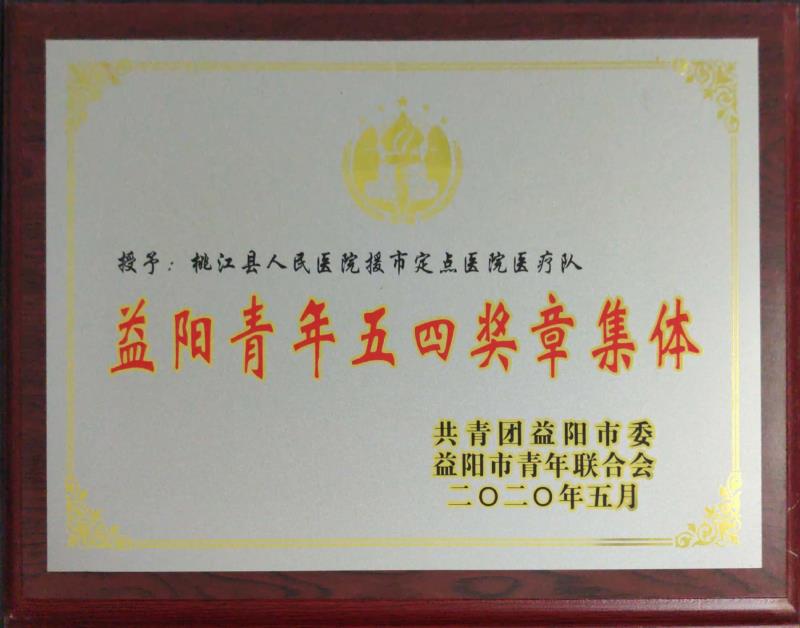 授予：桃江县人民医院援市定点医院医疗队
益阳青年五四奖章集体
共青团益阳市委
益阳市青年联合会
二〇二〇年五月